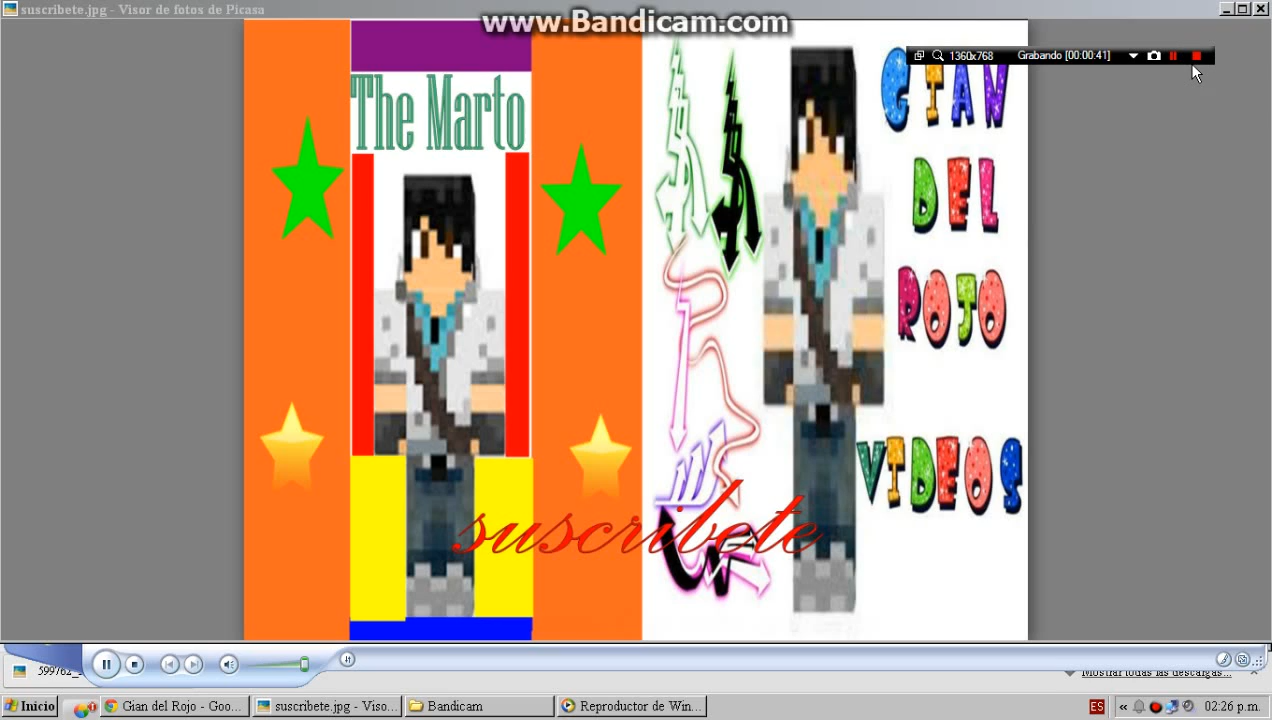 suscribete.jpg - Visor de fotos de Picasa
www.Bandicam.com
1360x768
Grabando [00:00:41]
The Marto
GIAN
DEL
ROJO
VIDEOS
suscribete
Mostrar todas las descargas...
Inicio
Gian del Rojo - Goo...
suscribete.jpg - Viso...
Bandicam
Reproductor de Win...
ES
«
02:26 p.m.